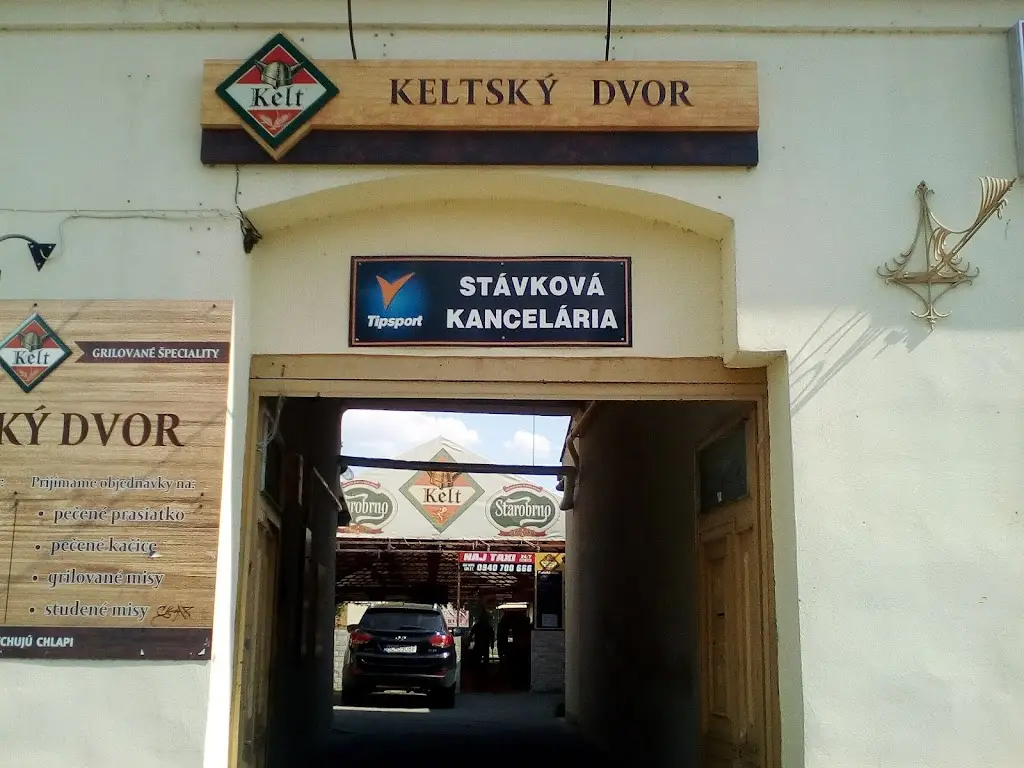 Kelt
KELTSKÝ DVOR
Tipsport
STÁVKOVÁ
KANCELÁRIA
Kelt
GRILOVANÉ ŠPECIALITY
KÝ DVOR
Prijímame objednávky na:
• pečené prasiatko
• pečené kačice
• grilované misy
• studené misy
CHUJÚ CHLAPI
arobrno
Kelt
Starobrno
NAJ TAXI
0940 700 666